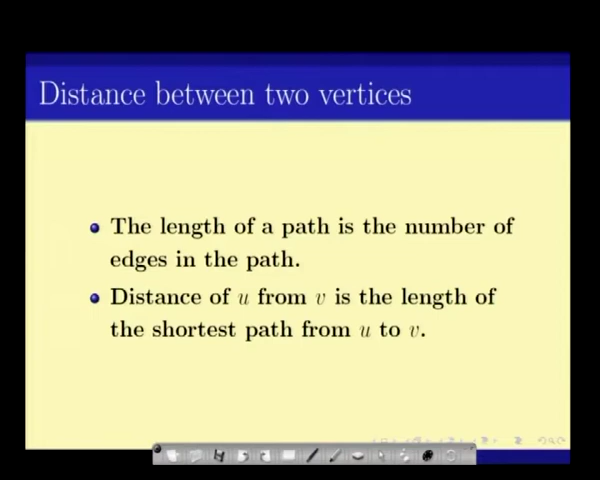 Distance between two vertices
The length of a path is the number of
edges in the path.
Distance of u from v is the length of
the shortest path from u to v.